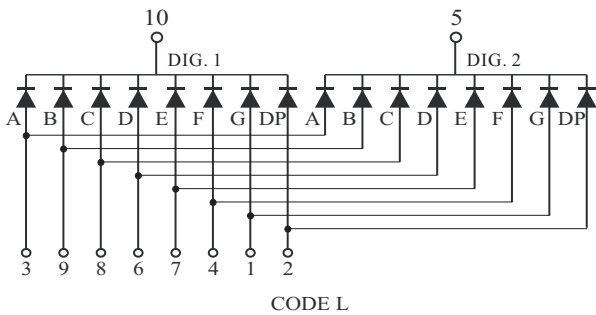 10 5
DIG. 1 DIG. 2
A B C D E F G DP A B C D E F G DP
3 9 8 6 7 4 1 2
CODE L